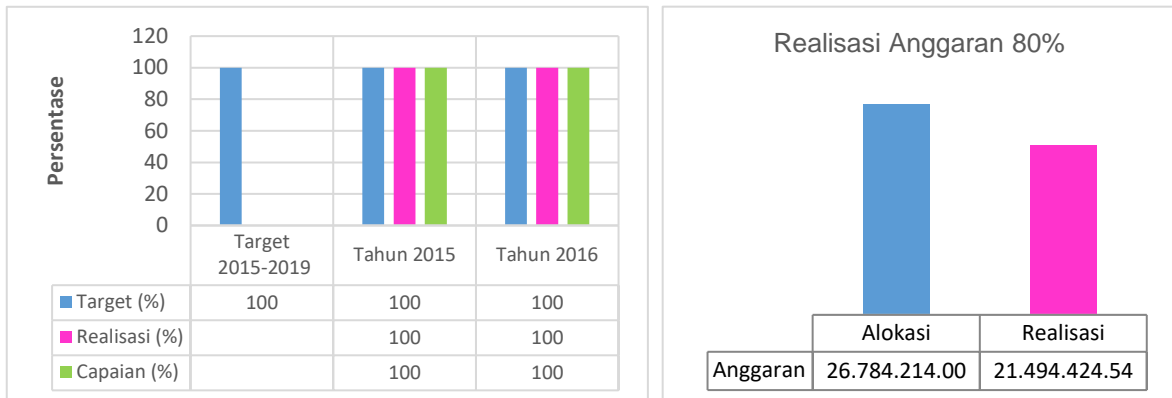 120
100
80
60
40
20
0
Persentase
Target
2015-2019
Tahun 2015
Tahun 2016
Target (%) 100 100 100
Realisasi (%) 100 100
Capaian (%) 100 100
Realisasi Anggaran 80%
Alokasi Realisasi
Anggaran 26.784.214.00 21.494.424.54